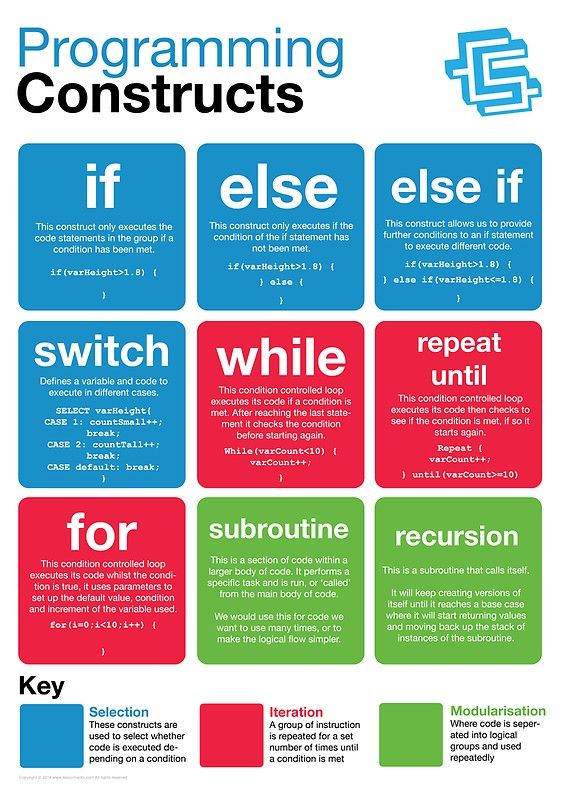 Programming
Constructs
if
This construct only executes the
code statements in the group if a
condition has been met.
if(varHeight>1.8) {
}
else
This construct only executes if the
condition of the if statement has
not been met.
if(varHeight>1.8) {
} else {
}
else if
This construct allows us to provide
further conditions to an if statement
to execute different code.
if(varHeight>1.8) {
} else if(varHeight<=1.8) {
}
switch
Defines a variable and code to
execute in different cases.
SELECT varHeight{
CASE 1: countSmall++;
break;
CASE 2: countTall++;
break;
CASE default: break;
}
while
This condition controlled loop
executes its code if a condition is
met. After reaching the last state-
ment it checks the condition
before starting again.
While(varCount<10) {
varCount++;
}
repeat
until
This condition controlled loop
executes its code then checks to
see if the condition is met, if so it
starts again.
Repeat {
varCount++;
} until(varCount>=10)
for
This condition controlled loop
executes its code whilst the condi-
tion is true, it uses parameters to
set up the default value, condition
and increment of the variable used.
for(i=0;i<10;i++) {
}
subroutine
This is a section of code within a
larger body of code. It performs a
specific task and is run, or 'called'
from the main body of code.
We would use this for code we
want to use many times, or to
make the logical flow simpler.
recursion
This is a subroutine that calls itself.
It will keep creating versions of
itself until it reaches a base case
where it will start returning values
and moving back up the stack of
instances of the subroutine.
Key
Selection
These constructs are
used to select whether
code is executed de-
pending on a condition
Iteration
A group of instruction
is repeated for a set
number of times until
a condition is met
Modularisation
Where code is seper-
ated into logical
groups and used
repeatedly